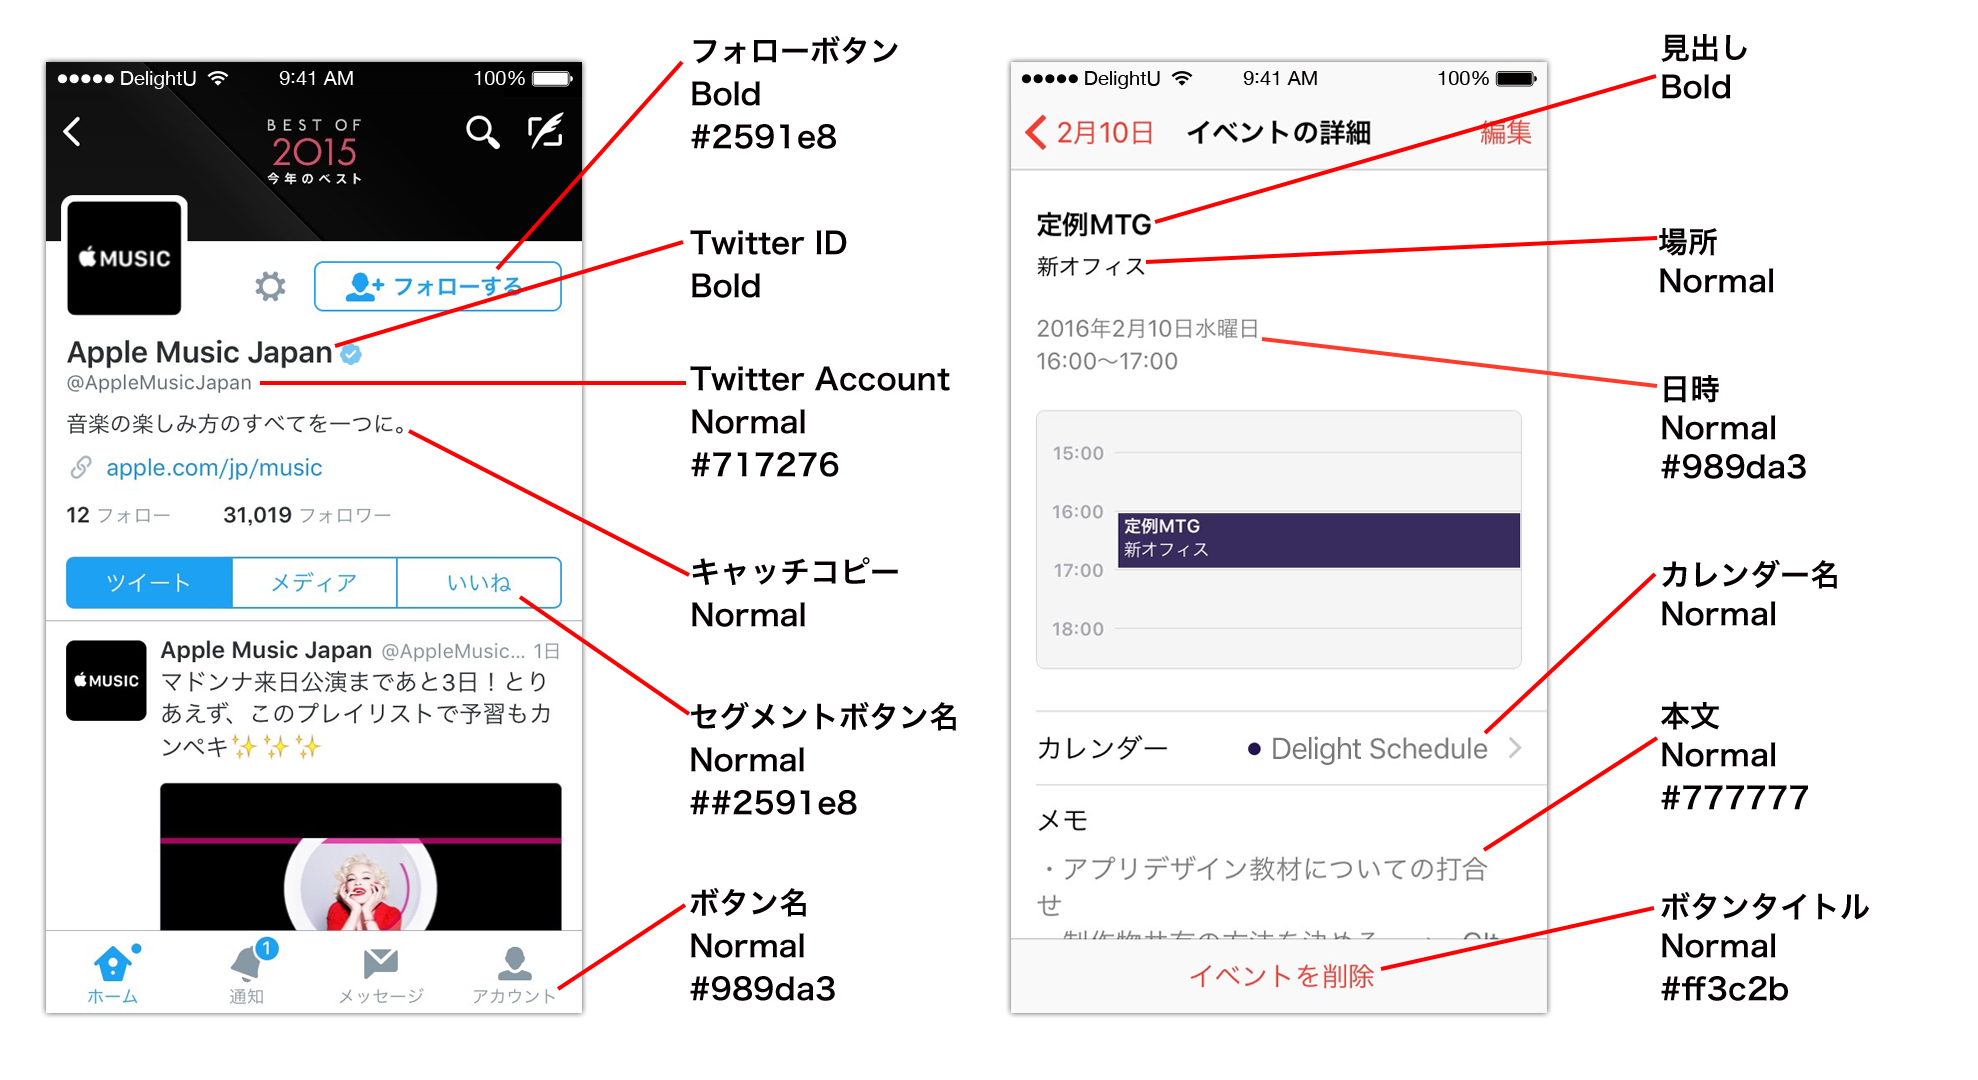 DelightU 9:41 AM 100%
BEST OF
2015
今年のベスト
MUSIC
フォローする
Apple Music Japan
@AppleMusicJapan
音楽の楽しみ方のすべてを一つに。
apple.com/jp/music
12 フォロー 31,019 フォロワー
ツイート メディア いいね
Apple Music Japan @AppleMusic... 1日
MUSIC
マドンナ来日公演まであと3日！とり
あえず、このプレイリストで予習もカ
ンペキ✨✨✨
1
ホーム 通知 メッセージ アカウント
フォローボタン
Bold
#2591e8
Twitter ID
Bold
Twitter Account
Normal
#717276
キャッチコピー
Normal
セグメントボタン名
Normal
##2591e8
ボタン名
Normal
#989da3
DelightU 9:41 AM 100%
2月10日 イベントの詳細 編集
定例MTG
新オフィス
2016年2月10日水曜日
16:00〜17:00
15:00
16:00
定例MTG
新オフィス
17:00
18:00
カレンダー Delight Schedule
メモ
・アプリデザイン教材についての打合
せ
イベントを削除
見出し
Bold
場所
Normal
日時
Normal
#989da3
カレンダー名
Normal
本文
Normal
#777777
ボタンタイトル
Normal
#ff3c2b